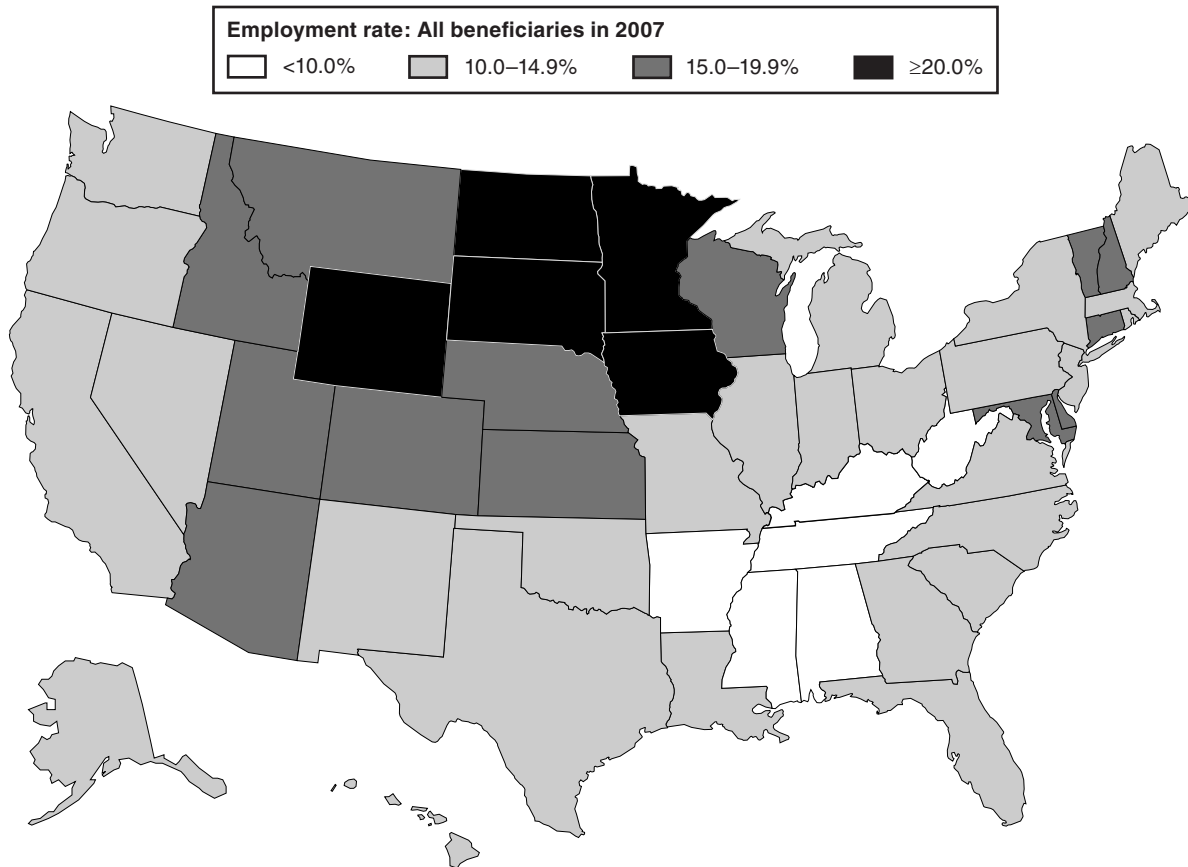 Employment rate: All beneficiaries in 2007
<10.0% 10.0–14.9% 15.0–19.9% ≥20.0%